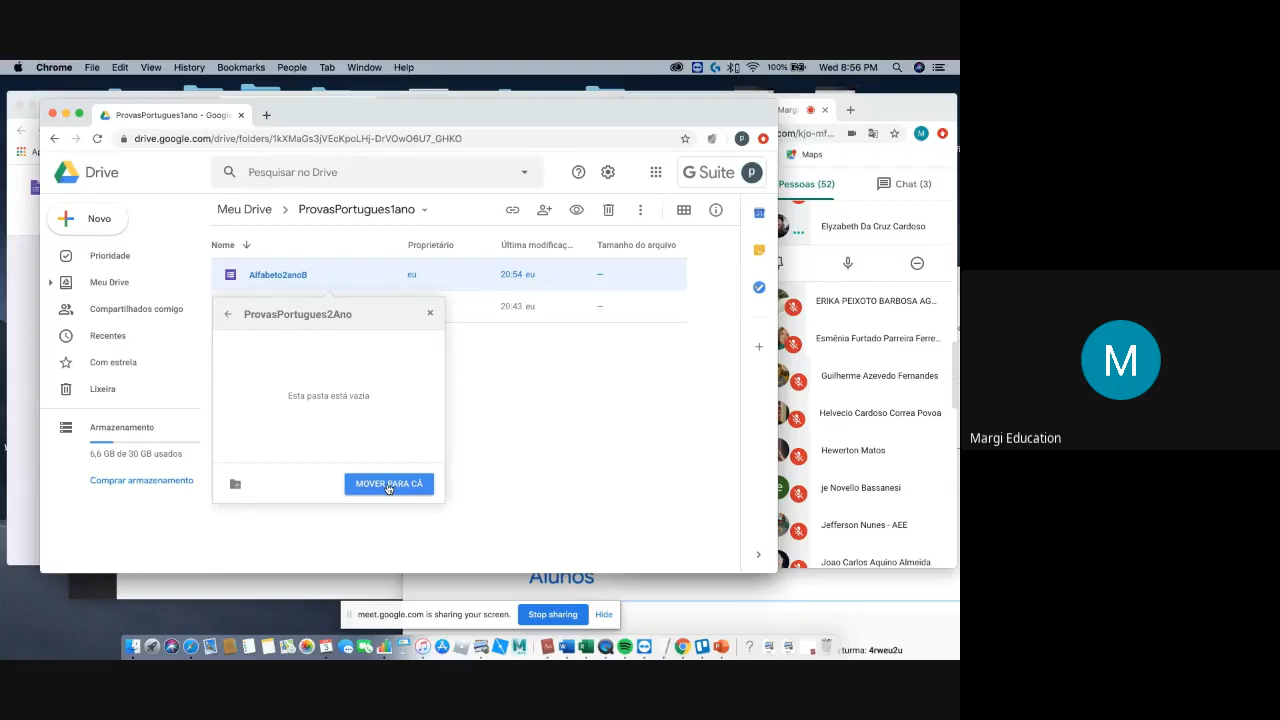 Chrome File Edit View History Bookmarks People Tab Window Help
100% Wed 8:56 PM
ProvasPortugues1ano - Google
Marg
drive.google.com/drive/folders/1kXMaGs3jVEcKpoLHj-DrVOwO6U7_GHKO
P
com/kjo-mf...
M
Maps
Drive
Pesquisar no Drive
G Suite
p
Pessoas (52)
Chat (3)
Novo
Meu Drive > ProvasPortugues1ano
Elyzabeth Da Cruz Cardoso
Nome
Proprietário
Última modificaç...
Tamanho do arquivo
Prioridade
Meu Drive
Compartilhados comigo
Recentes
Com estrela
Lixeira
Armazenamento
6,6 GB de 30 GB usados
Comprar armazenamento
Alfabeto2anoB
eu
20:54 eu
—
20:43 eu
—
ProvasPortugues2Ano
Esta pasta está vazia
MOVER PARA CÁ
ERIKA PEIXOTO BARBOSA AG...
Esmênia Furtado Parreira Ferre...
Guilherme Azevedo Fernandes
Helvecio Cardoso Correa Povoa
Hewerton Matos
e
je Novello Bassanesi
Jefferson Nunes - AEE
Joao Carlos Aquino Almeida
Alunos
meet.google.com is sharing your screen.
Stop sharing
Hide
turma: 4rweu2u
M
Margi Education